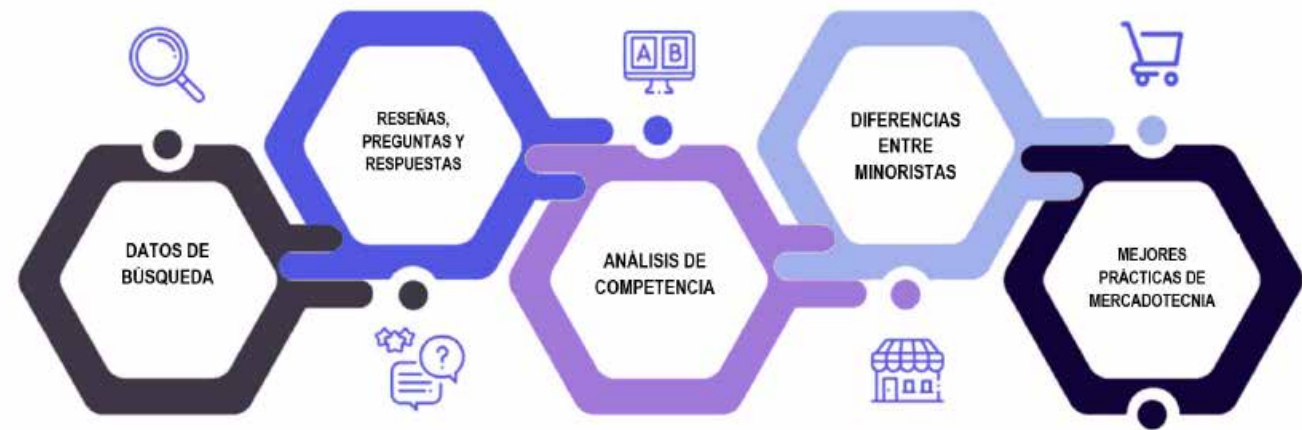 DATOS DE
BÚSQUEDA
RESEÑAS,
PREGUNTAS Y
RESPUESTAS
ANÁLISIS DE
COMPETENCIA
A B
DIFERENCIAS
ENTRE
MINORISTAS
MEJORES
PRÁCTICAS DE
MERCADOTECNIA
?